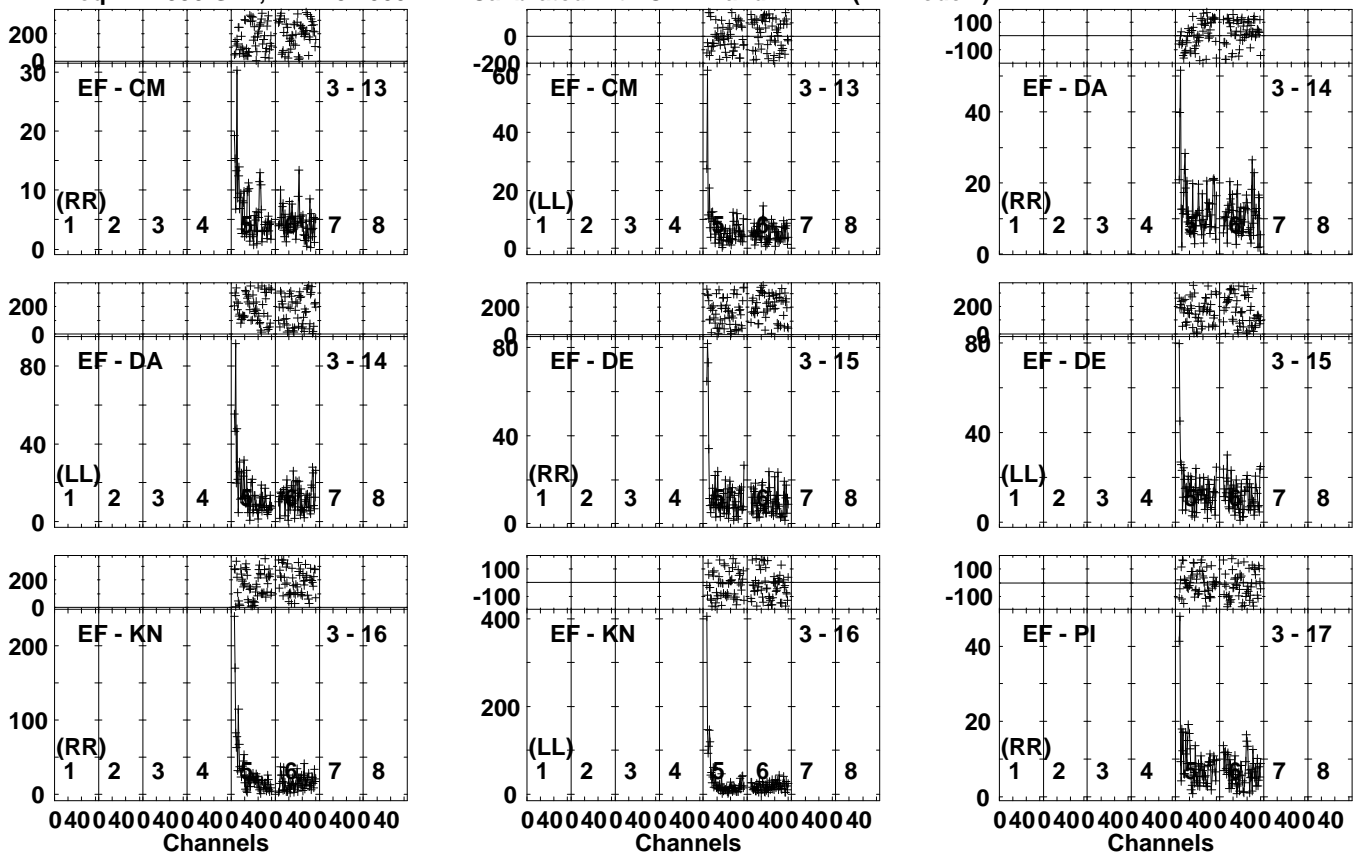 200 0 -200 100 -100
0
30 EF - CM 3 - 13 60 EF - CM 3 - 13 EF - DA 3 - 14
20 40 40
10 20 20
(RR) (LL) (RR)
1 2 3 4 5 6 7 8 1 2 3 4 5 6 7 8 1 2 3 4 5 6 7 8
0 0 0
200 200 200
0 0
80 EF - DA 3 - 14 80 EF - DE 3 - 15 80 EF - DE 3 - 15
40 40 40
(LL) (RR) (LL)
1 2 3 4 5 6 7 8 1 2 3 4 5 6 7 8 1 2 3 4 5 6 7 8
0 0 0
200 100 100
0 -100 -100
200 EF - KN 3 - 16 400 EF - KN 3 - 16 EF - PI 3 - 17
40
100 200 20
(RR) (LL) (RR)
1 2 3 4 5 6 7 8 1 2 3 4 5 6 7 8 1 2 3 4 5 6 7 8
0 0 0
0 40 0 40 0 40 0 40 40 40 0 40 0 40 0 40 0 40 0 40 0 40 40 40 0 40 0 40 0 40 0 40 0 40 0 40 40 40 0 40 0 40
Channels Channels Channels